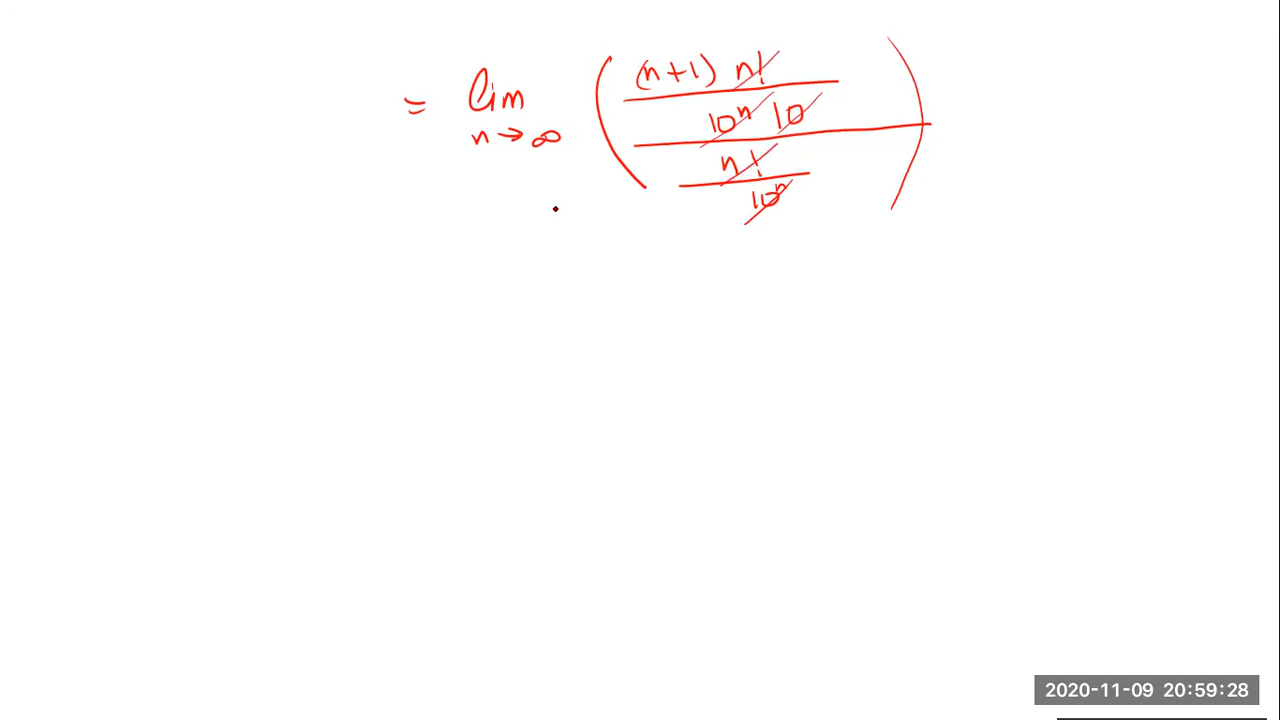 = lim
n → ∞
( (n+1) n!
10ⁿ 10
n!
10ⁿ )
2020-11-09 20:59:28